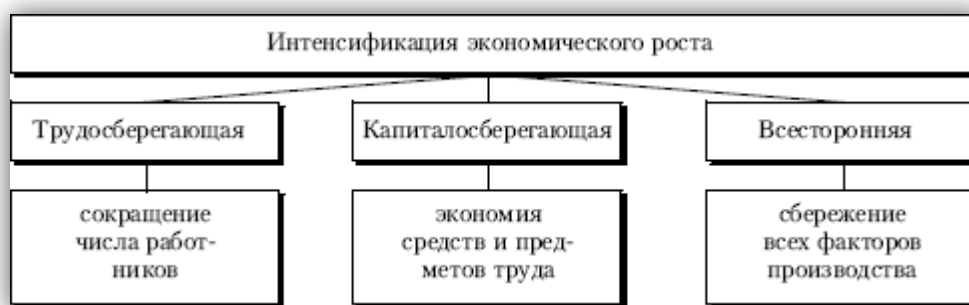 Интенсификация экономического роста
Трудосберегающая
Капиталосберегающая
Всесторонняя
сокращение
числа работ-
ников
экономия
средств и пред-
метов труда
сбережение
всех факторов
производства